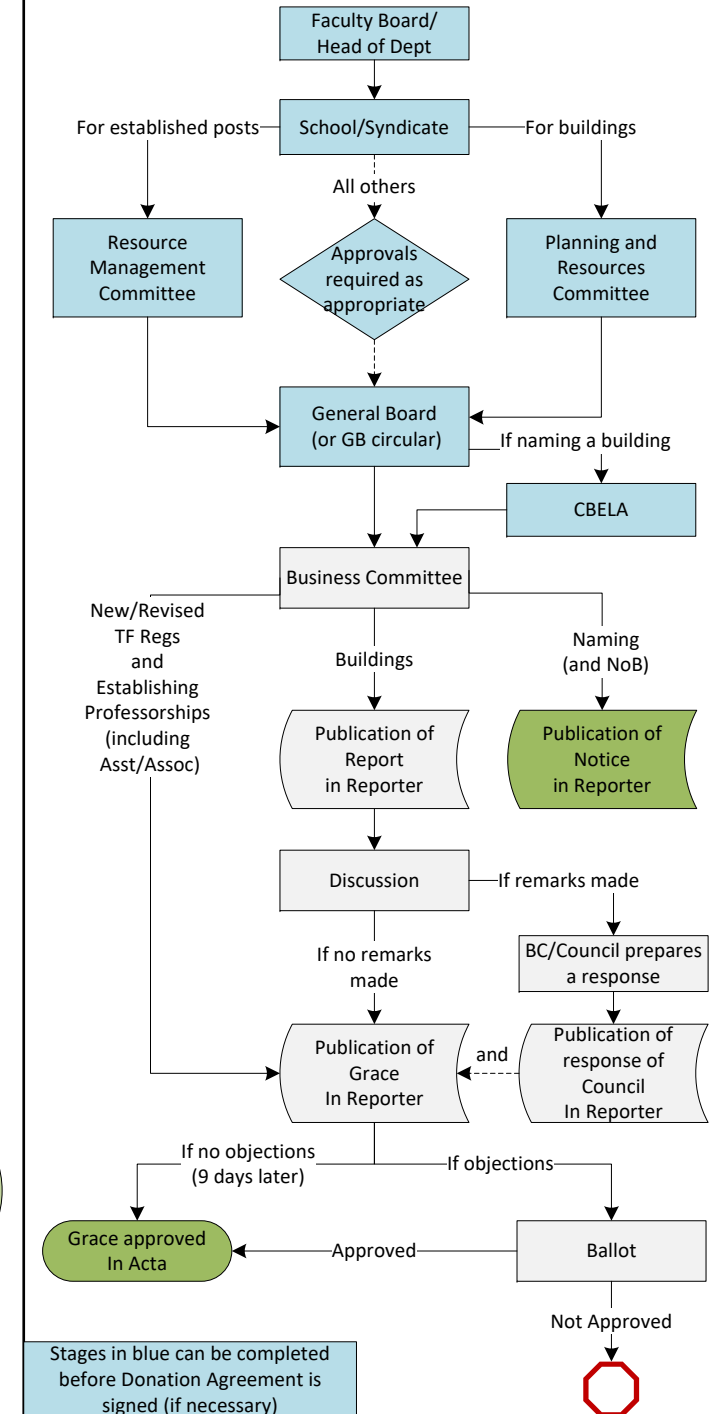 Faculty Board/
Head of Dept
For established posts
School/Syndicate
For buildings
All others
Resource
Management
Committee
Approvals
required as
appropriate
Planning and
Resources
Committee
General Board
(or GB circular)
If naming a building
CBELA
Business Committee
New/Revised
TF Regs
and
Establishing
Professorships
(including
Asst/Assoc)
Buildings
Naming
(and NoB)
Publication of
Report
in Reporter
Publication of
Notice
in Reporter
Discussion
If remarks made
If no remarks
made
BC/Council prepares
a response
Publication of
Grace
In Reporter
and
Publication of
response of
Council
In Reporter
If no objections
(9 days later)
If objections
Grace approved
In Acta
Approved
Ballot
Not Approved
Stages in blue can be completed
before Donation Agreement is
signed (if necessary)